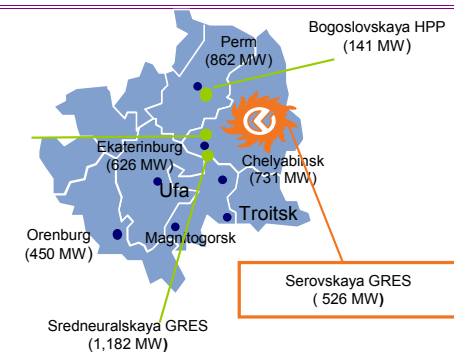 Perm
(862 MW)
Bogoslovskaya HPP
(141 MW)
Ekaterinburg
(626 MW)
Chelyabinsk
(731 MW)
Ufa
Troitsk
Orenburg
(450 MW)
Magnitogorsk
Serovskaya GRES
( 526 MW)
Sredneuralskaya GRES
(1,182 MW)